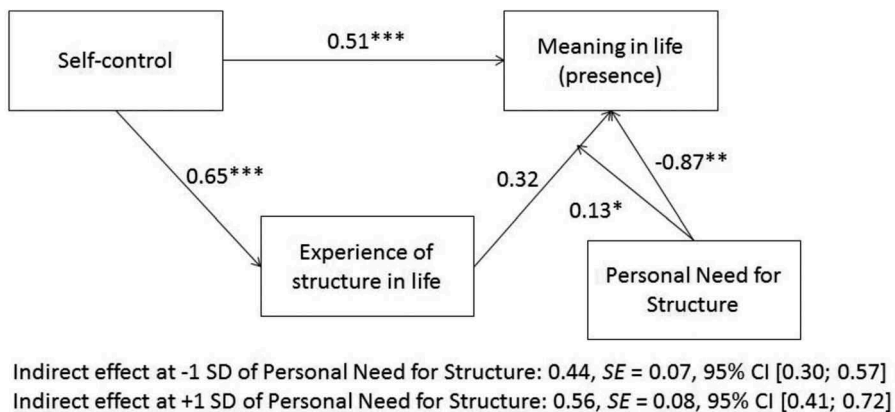 Self-control
0.51***
Meaning in life
(presence)
0.65***
0.32
-0.87**
0.13*
Experience of
structure in life
Personal Need for
Structure
Indirect effect at -1 SD of Personal Need for Structure: 0.44, SE = 0.07, 95% CI [0.30; 0.57]
Indirect effect at +1 SD of Personal Need for Structure: 0.56, SE = 0.08, 95% CI [0.41; 0.72]